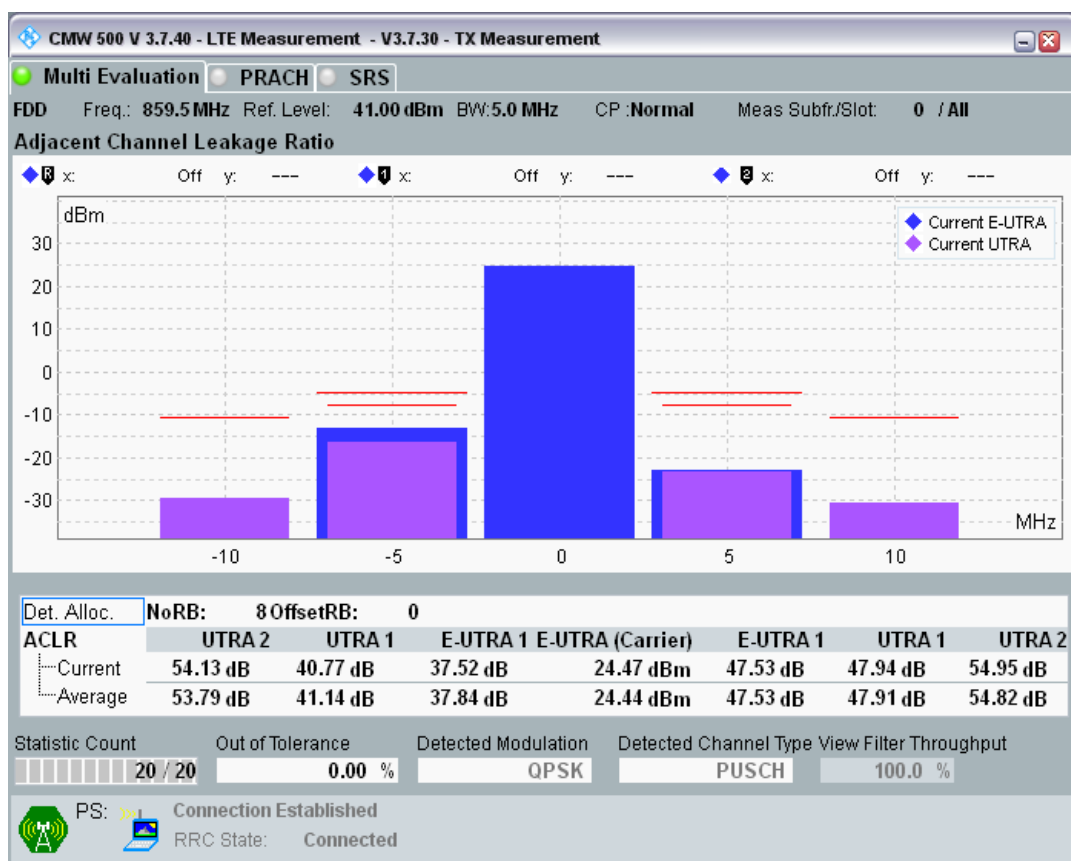 CMW 500 V 3.7.40 - LTE Measurement - V3.7.30 - TX Measurement
Multi Evaluation PRACH SRS
FDD Freq.: 859.5 MHz Ref. Level: 41.00 dBm BW:5.0 MHz CP :Normal Meas Subfr./Slot: 0 / All
Adjacent Channel Leakage Ratio
R x: Off y: --- 1 x: Off y: --- 2 x: Off y: ---
dBm
Current E-UTRA
Current UTRA
30
20
10
0
-10
-20
-30
MHz
-10 -5 0 5 10
Det. Alloc. NoRB: 8 OffsetRB: 0
ACLR UTRA 2 UTRA 1 E-UTRA 1 E-UTRA (Carrier) E-UTRA 1 UTRA 1 UTRA 2
Current 54.13 dB 40.77 dB 37.52 dB 24.47 dBm 47.53 dB 47.94 dB 54.95 dB
Average 53.79 dB 41.14 dB 37.84 dB 24.44 dBm 47.53 dB 47.91 dB 54.82 dB
Statistic Count Out of Tolerance Detected Modulation Detected Channel Type View Filter Throughput
20 / 20 0.00 % QPSK PUSCH 100.0 %
PS: Connection Established
RRC State: Connected